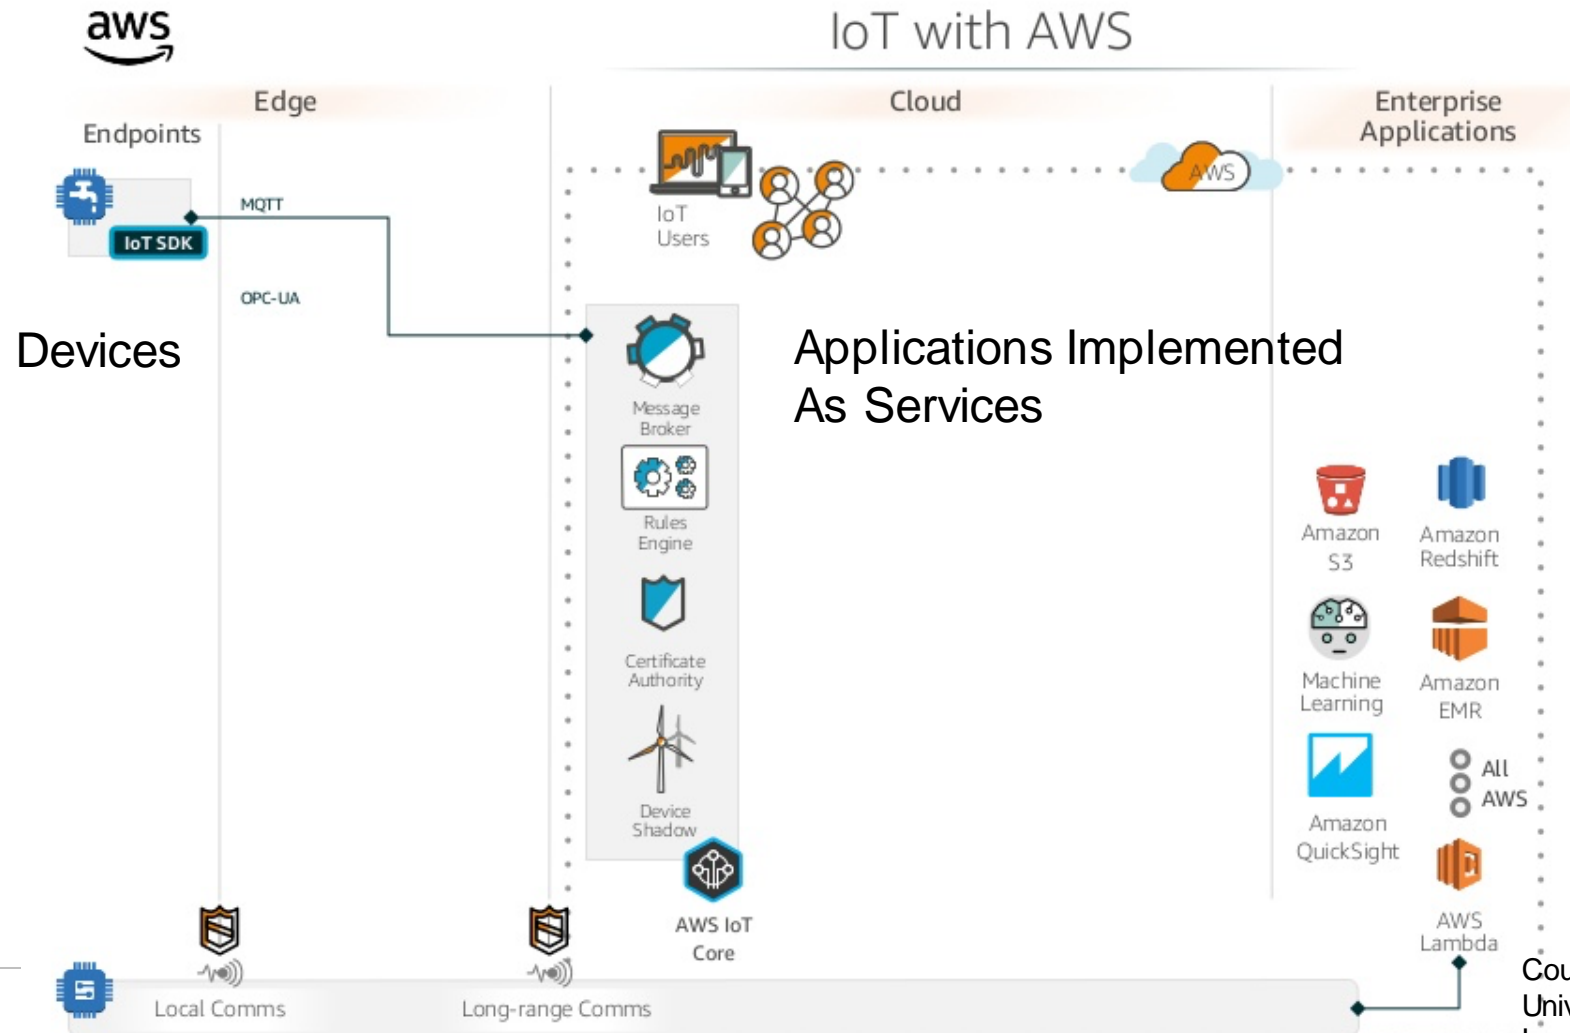 aws
IoT with AWS
Edge
Cloud
Enterprise
Applications
Endpoints
AWS
MQTT
IoT
Users
IoT SDK
OPC-UA
Devices
Applications Implemented
As Services
Message
Broker
Rules
Engine
Certificate
Authority
Device
Shadow
AWS IoT
Core
Amazon
S3
Amazon
Redshift
Machine
Learning
Amazon
EMR
Amazon
QuickSight
All
AWS
AWS
Lambda
Local Comms
Long-range Comms
Cou
Univ